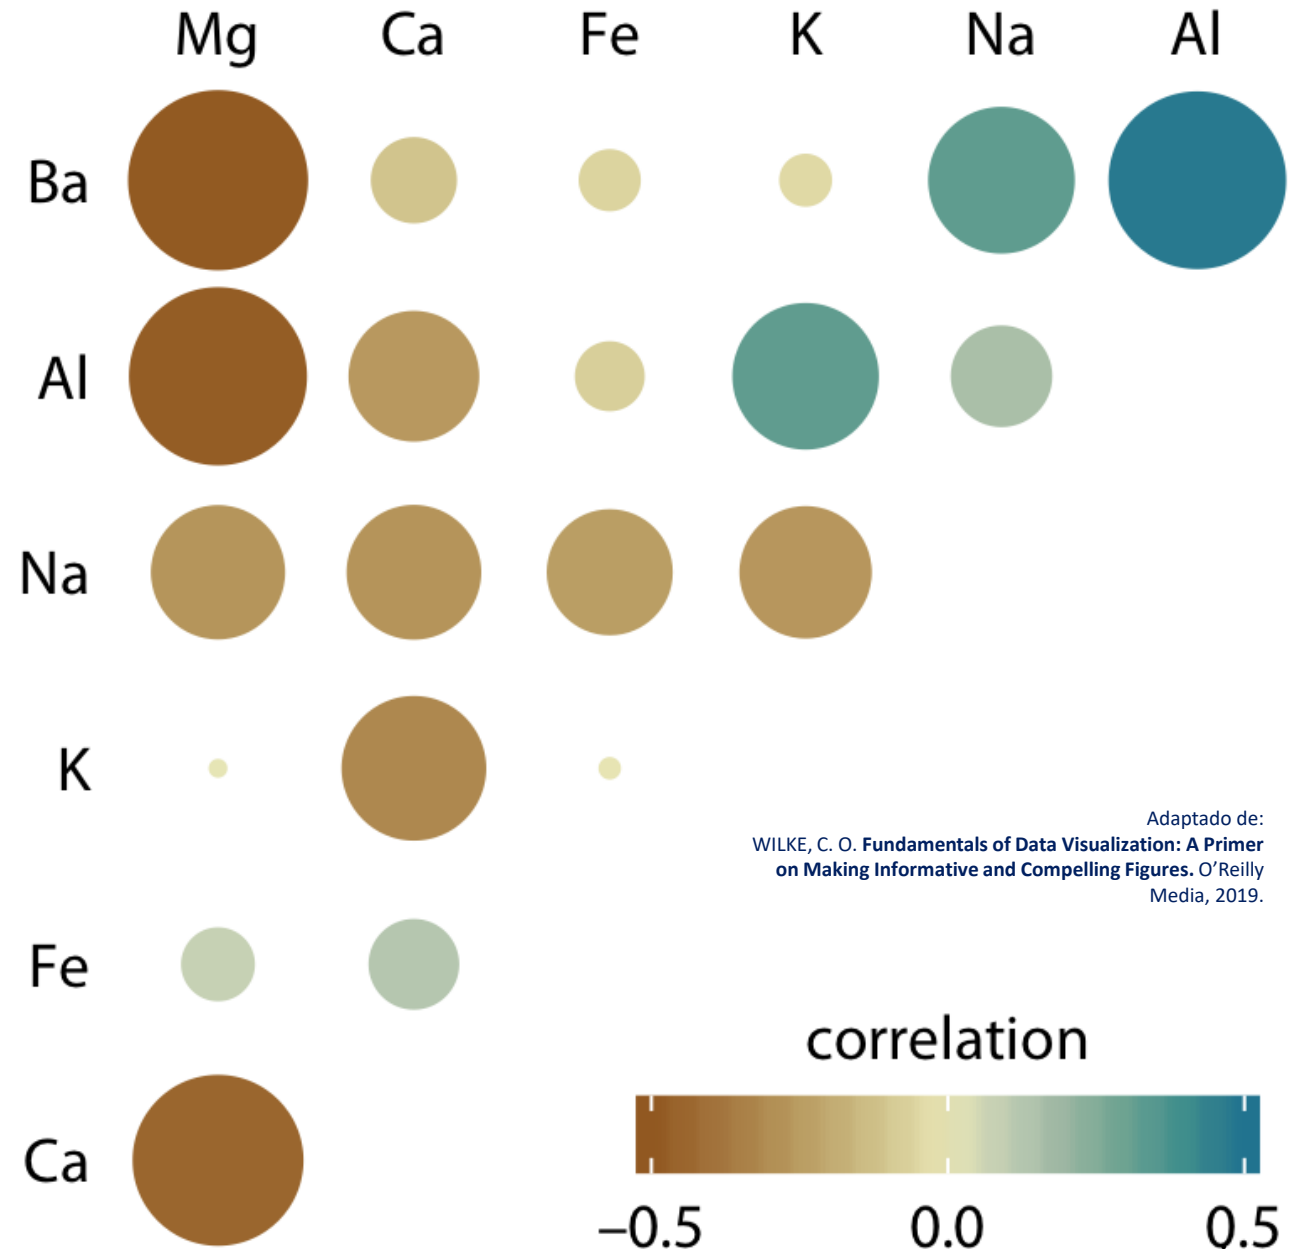 Mg Ca Fe K Na Al
Ba
Al
Na
K
Adaptado de:
WILKE, C. O. Fundamentals of Data Visualization: A Primer
on Making Informative and Compelling Figures. O’Reilly
Media, 2019.
Fe
correlation
Ca
−0.5 0.0 0.5